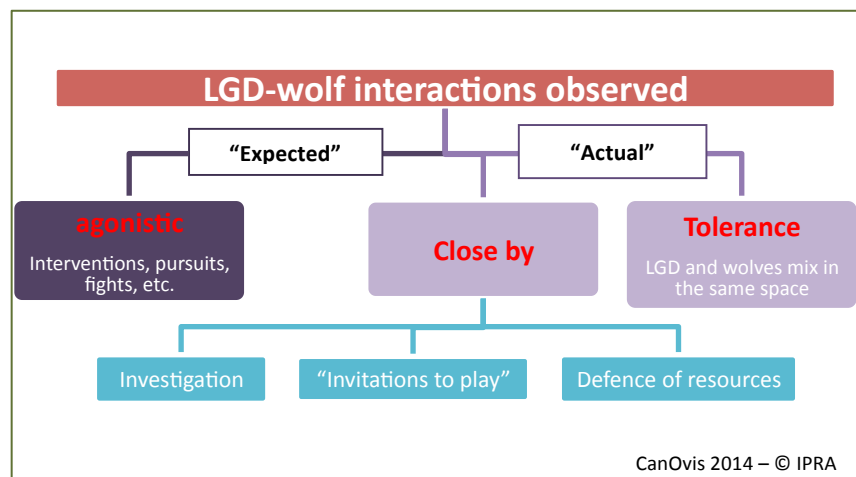 LGD-wolf interactions observed
“Expected”
“Actual”
agonistic
Interventions, pursuits,
fights, etc.
Close by
Tolerance
LGD and wolves mix in
the same space
Investigation
“Invitations to play”
Defence of resources
CanOvis 2014 – © IPRA